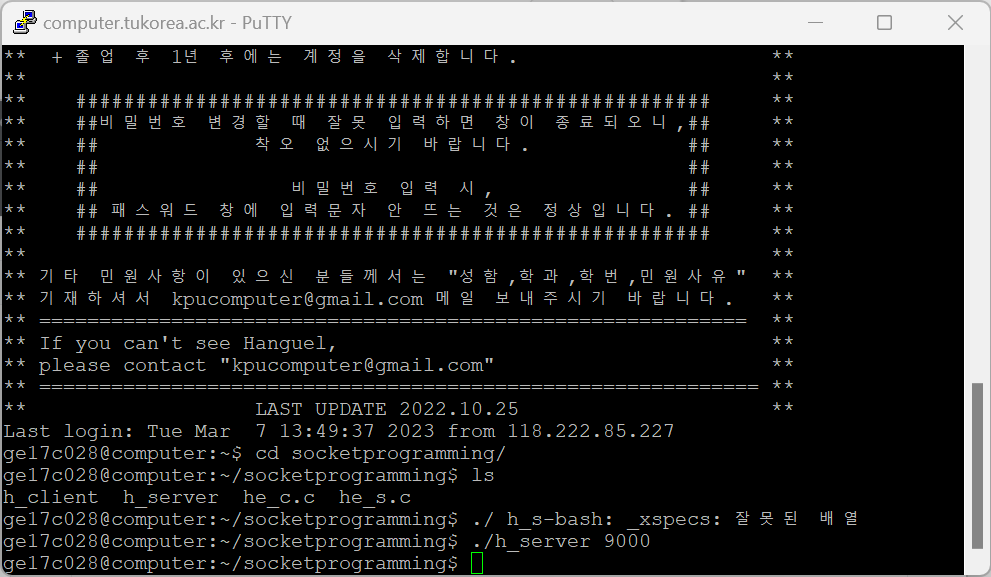 computer.tukorea.ac.kr - PuTTY
** + 졸업 후 1년 후에는 계정을 삭제합니다. **
** **
** ##################################################### **
** ##비밀번호 변경할 때 잘못 입력하면 창이 종료되오니,## **
** ## 착오 없으시기 바랍니다. ## **
** ## ## **
** ## 비밀번호 입력 시, ## **
** ## 패스워드 창에 입력문자 안 뜨는 것은 정상입니다. ## **
** ##################################################### **
** **
** 기타 민원사항이 있으신 분들께서는 "성함,학과,학번,민원사유" **
** 기재하셔서 kpucomputer@gmail.com 메일 보내주시기 바랍니다. **
** =========================================================== **
** If you can't see Hanguel, **
** please contact "kpucomputer@gmail.com" **
** ============================================================ **
** LAST UPDATE 2022.10.25 **
Last login: Tue Mar  7 13:49:37 2023 from 118.222.85.227
ge17c028@computer:~$ cd socketprogramming/
ge17c028@computer:~/socketprogramming$ ls
h_client  h_server  he_c.c  he_s.c
ge17c028@computer:~/socketprogramming$ ./ h_s-bash: _xspecs: 잘못된 배열
ge17c028@computer:~/socketprogramming$ ./h_server 9000
ge17c028@computer:~/socketprogramming$